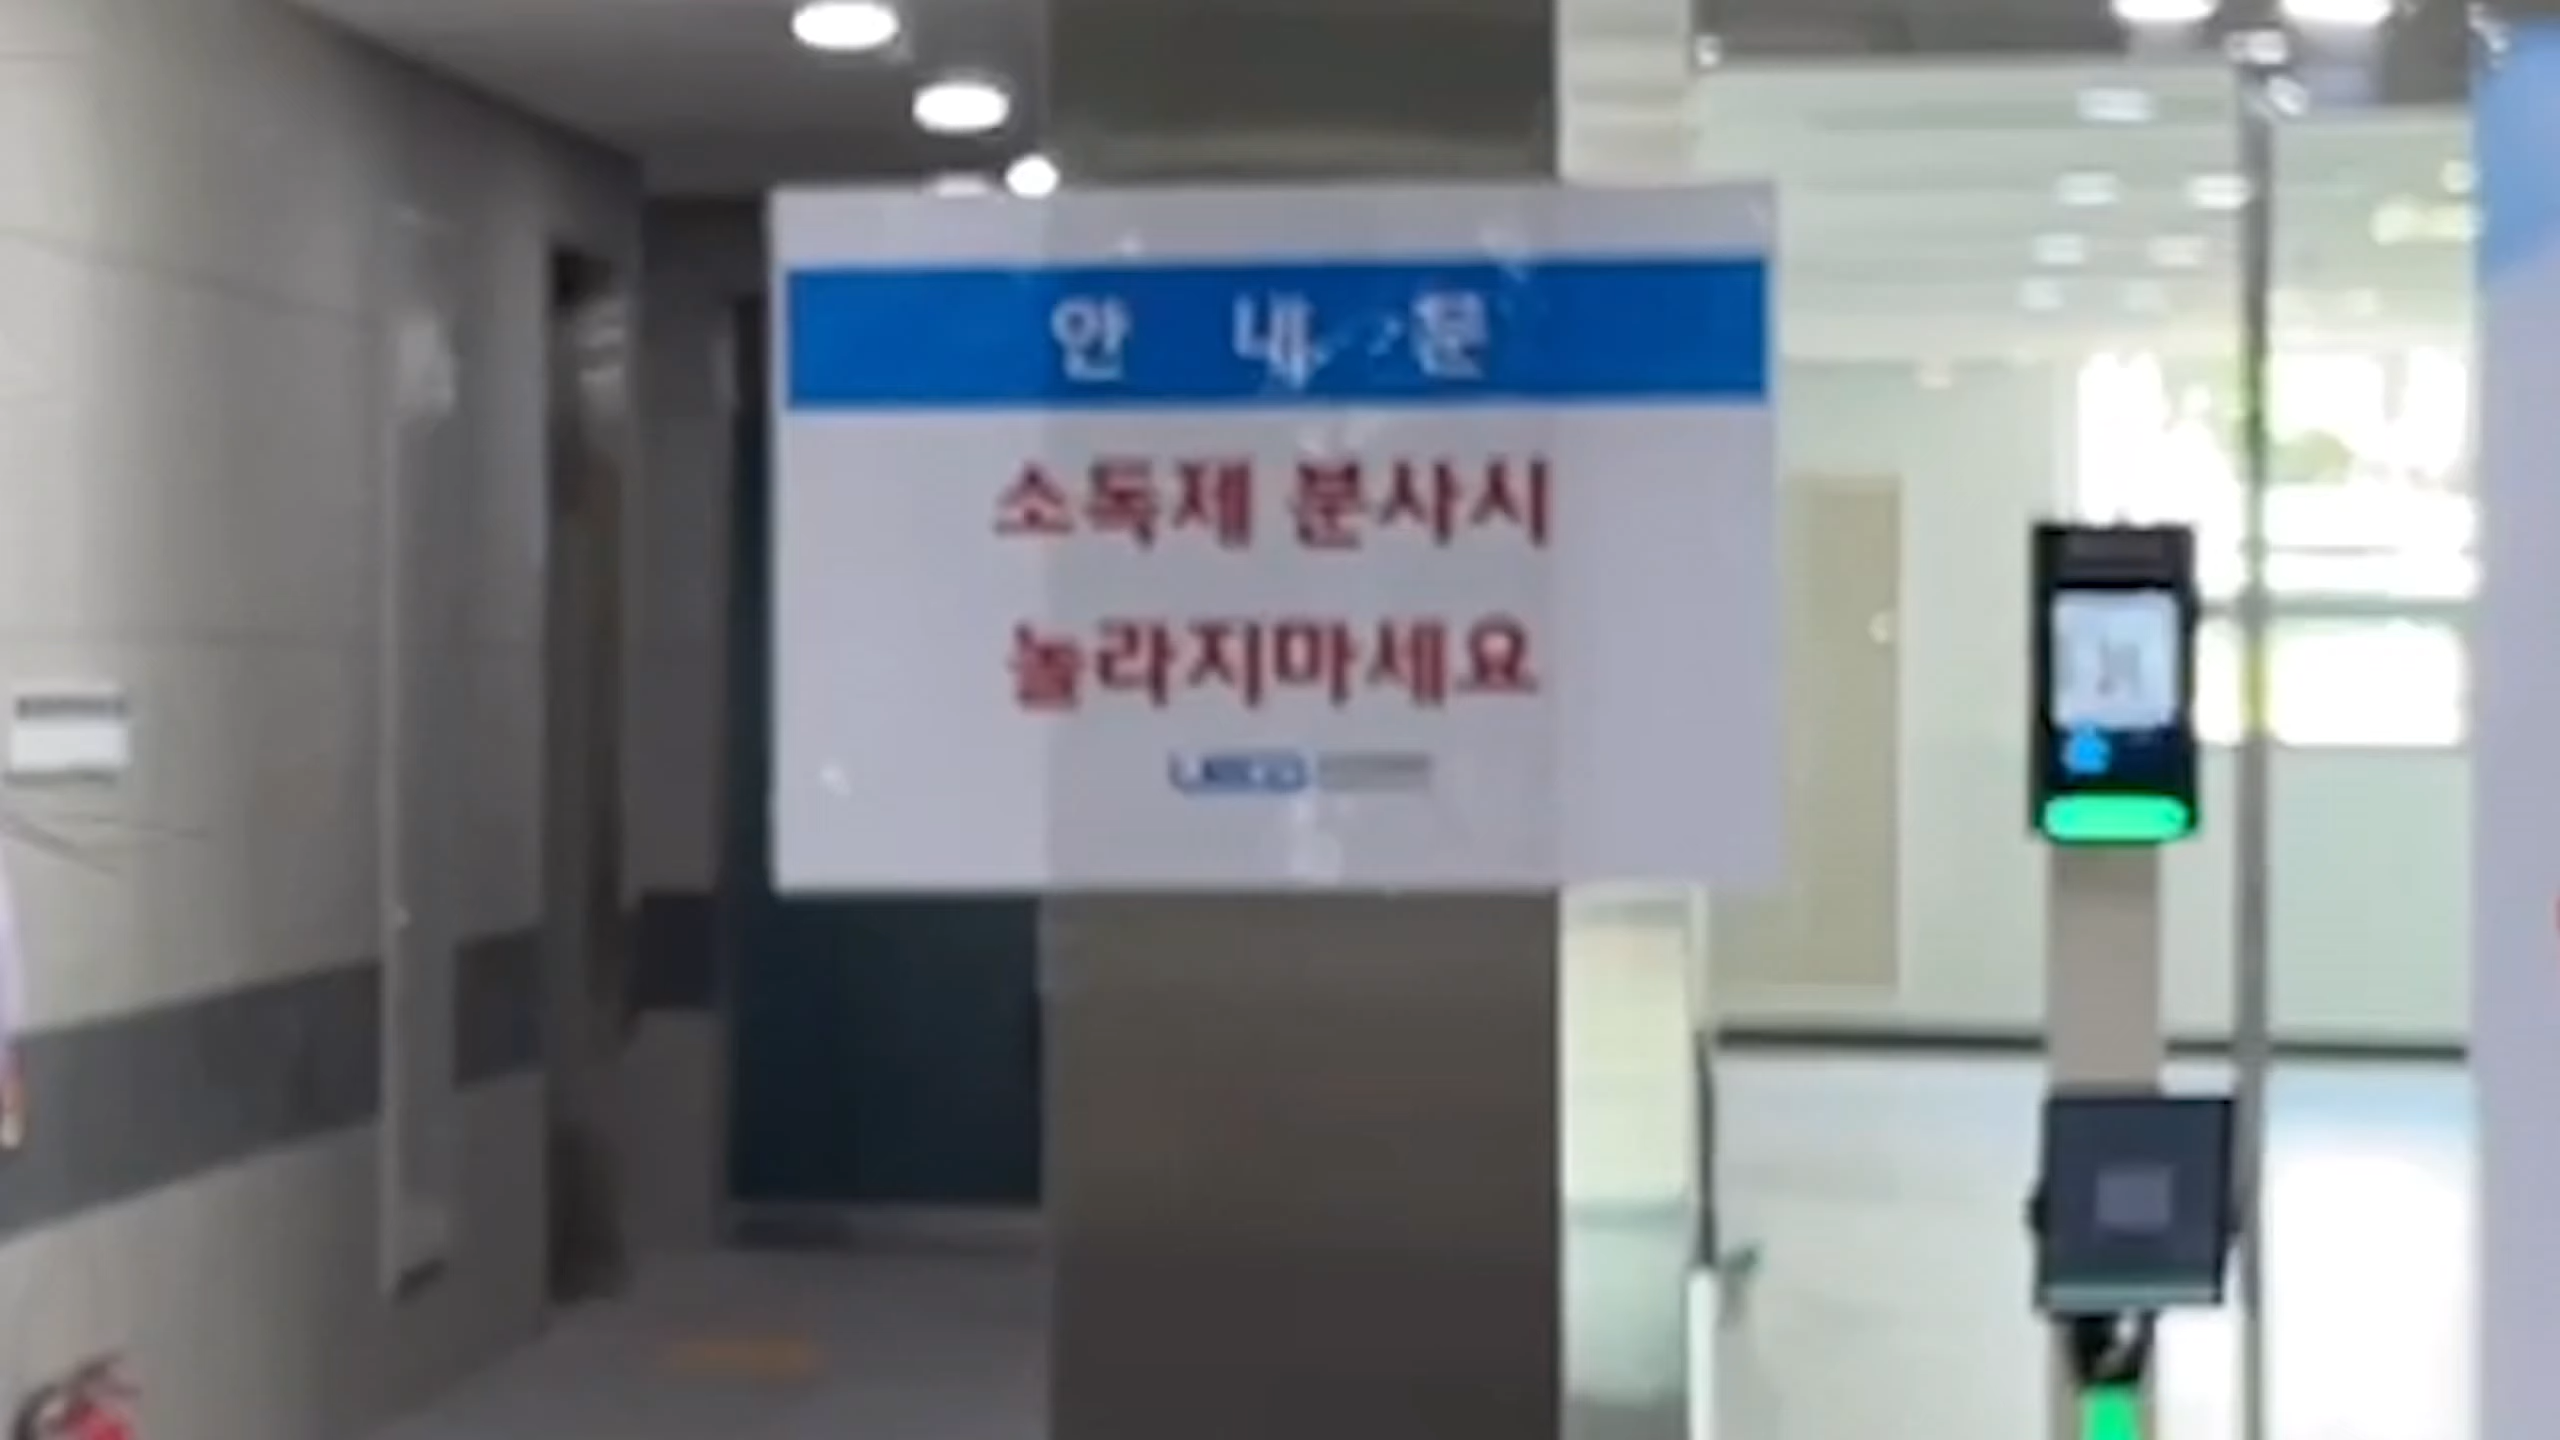 안 내 문
소독제 분사시
놀라지마세요